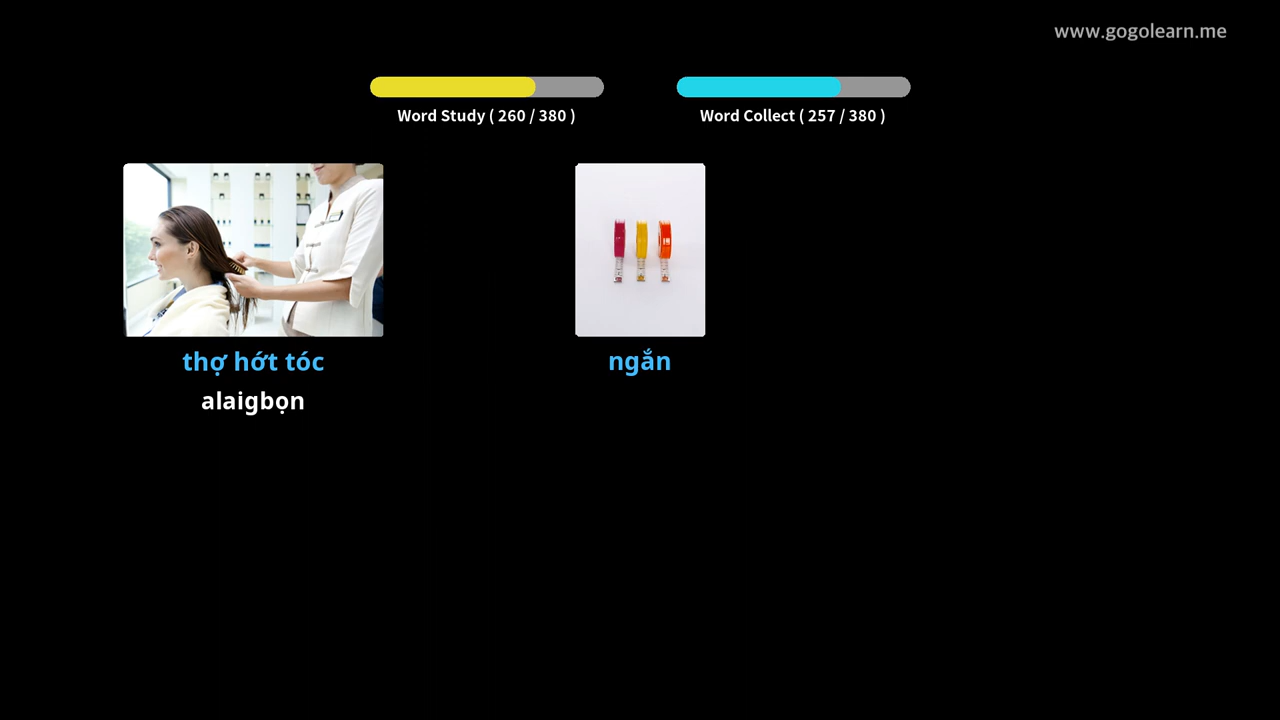 www.gogolearn.me
Word Study ( 260 / 380 )
Word Collect ( 257 / 380 )
thợ hớt tóc
alaigbọn
ngắn